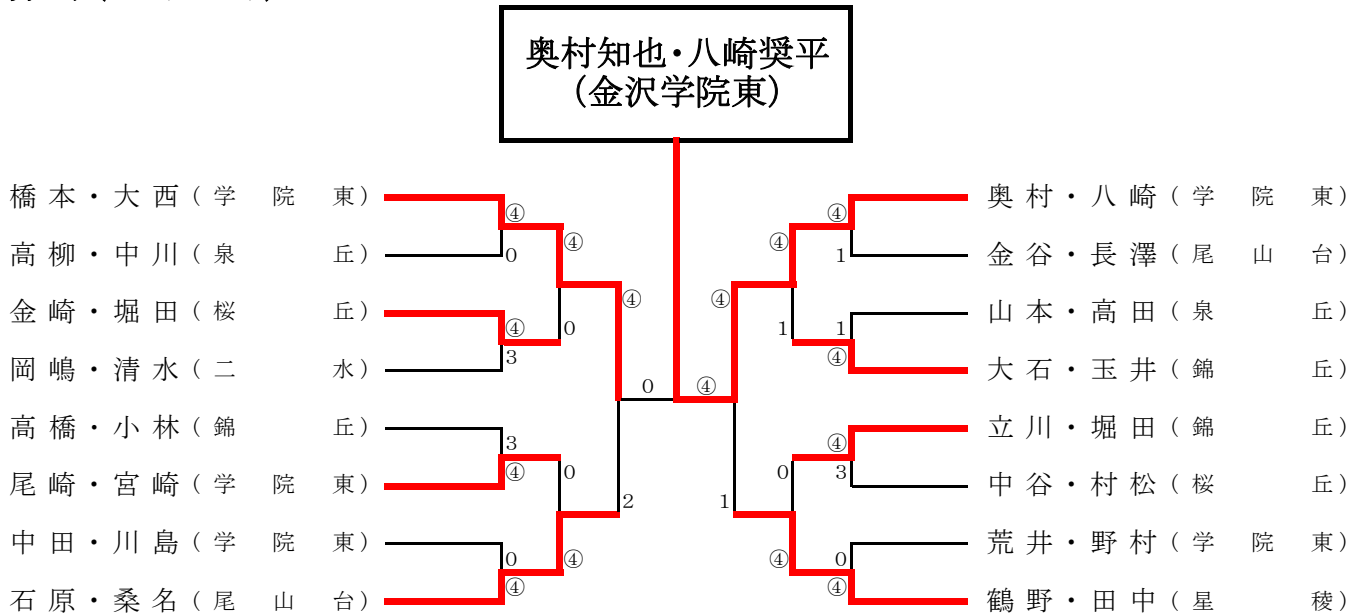 奥村知也・八崎奨平
(金沢学院東)
橋本・大西(学院東)
高柳・中川(泉丘)
金崎・堀田(桜丘)
岡嶋・清水(二水)
高橋・小林(錦丘)
尾崎・宮崎(学院東)
中田・川島(学院東)
石原・桑名(尾山台)
④
0
④
3
3
④
0
④
④
0
0
④
④
2
0
④
④
1
④
1
0
④
④
1
1
④
④
3
0
④
奥村・八崎(学院東)
金谷・長澤(尾山台)
山本・高田(泉丘)
大石・玉井(錦丘)
立川・堀田(錦丘)
中谷・村松(桜丘)
荒井・野村(学院東)
鶴野・田中(星稜)